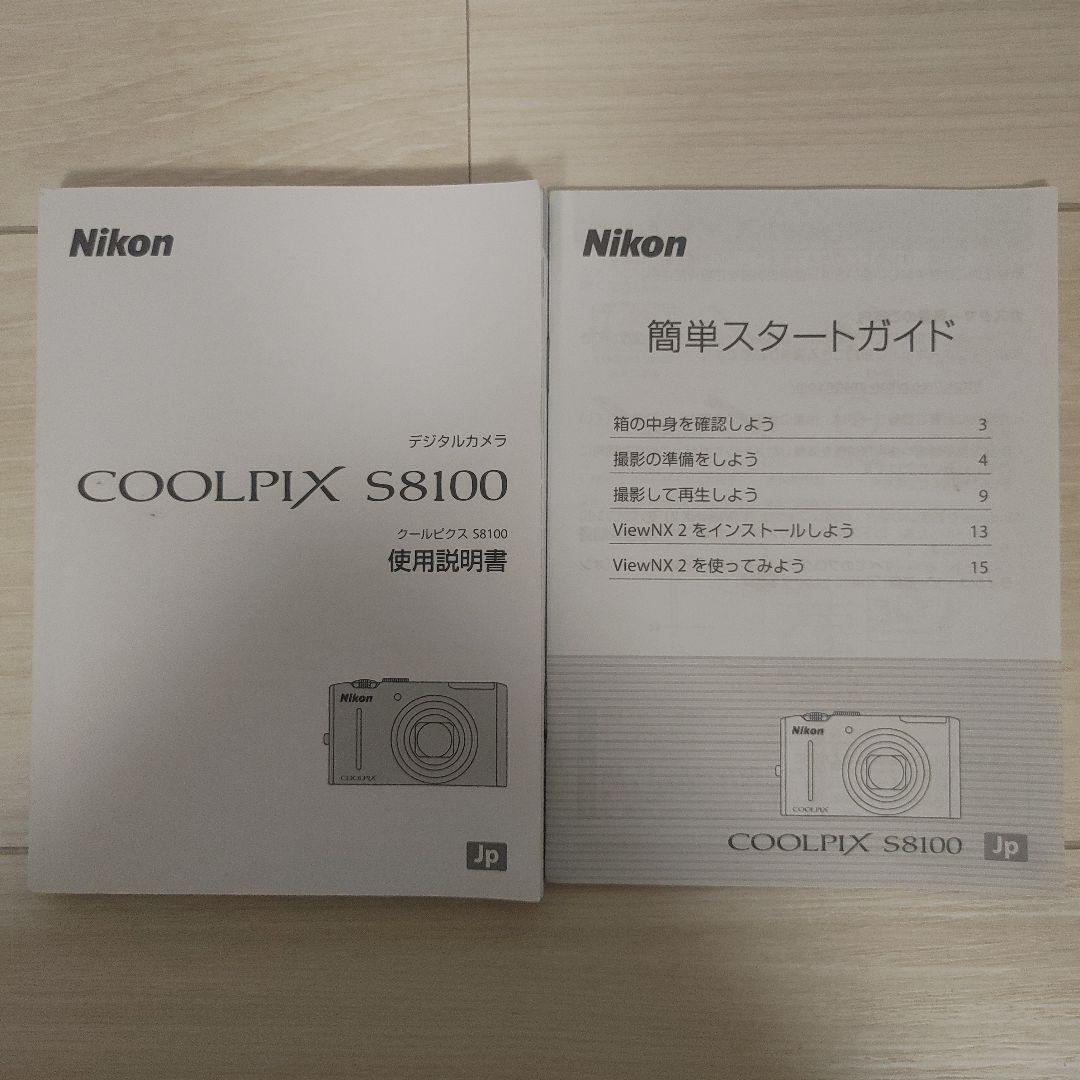 Nikon
デジタルカメラ
COOLPIX S8100
クールピクス S8100
使用説明書
Nikon
COOLPIX
Jp
Nikon
簡単スタートガイド
箱の中身を確認しよう 3
撮影の準備をしよう 4
撮影して再生しよう 9
ViewNX 2 をインストールしよう 13
ViewNX 2 を使ってみよう 15
Nikon
COOLPIX
COOLPIX S8100 Jp